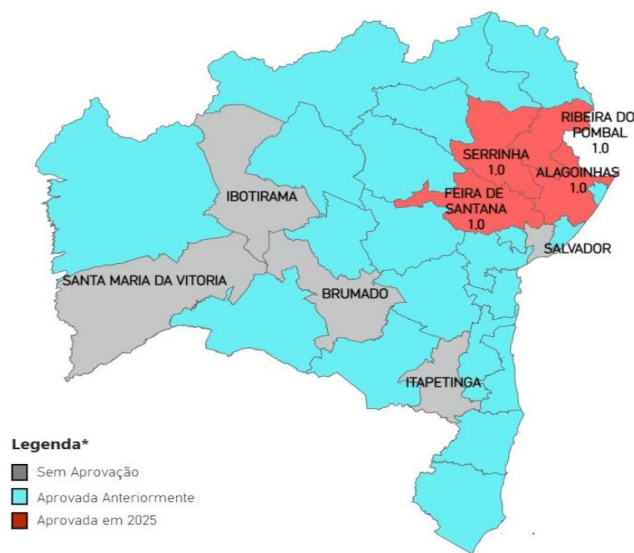 RIBEIRA DO
POMBAL
1.0
SERRINHA
1.0
ALAGOINHAS
1.0
FEIRA DE
SANTANA
1.0
IBOTIRAMA
SALVADOR
SANTA MARIA DA VITORIA
BRUMADO
ITAPETINGA
Legenda*
Sem Aprovação
Aprovada Anteriormente
Aprovada em 2025